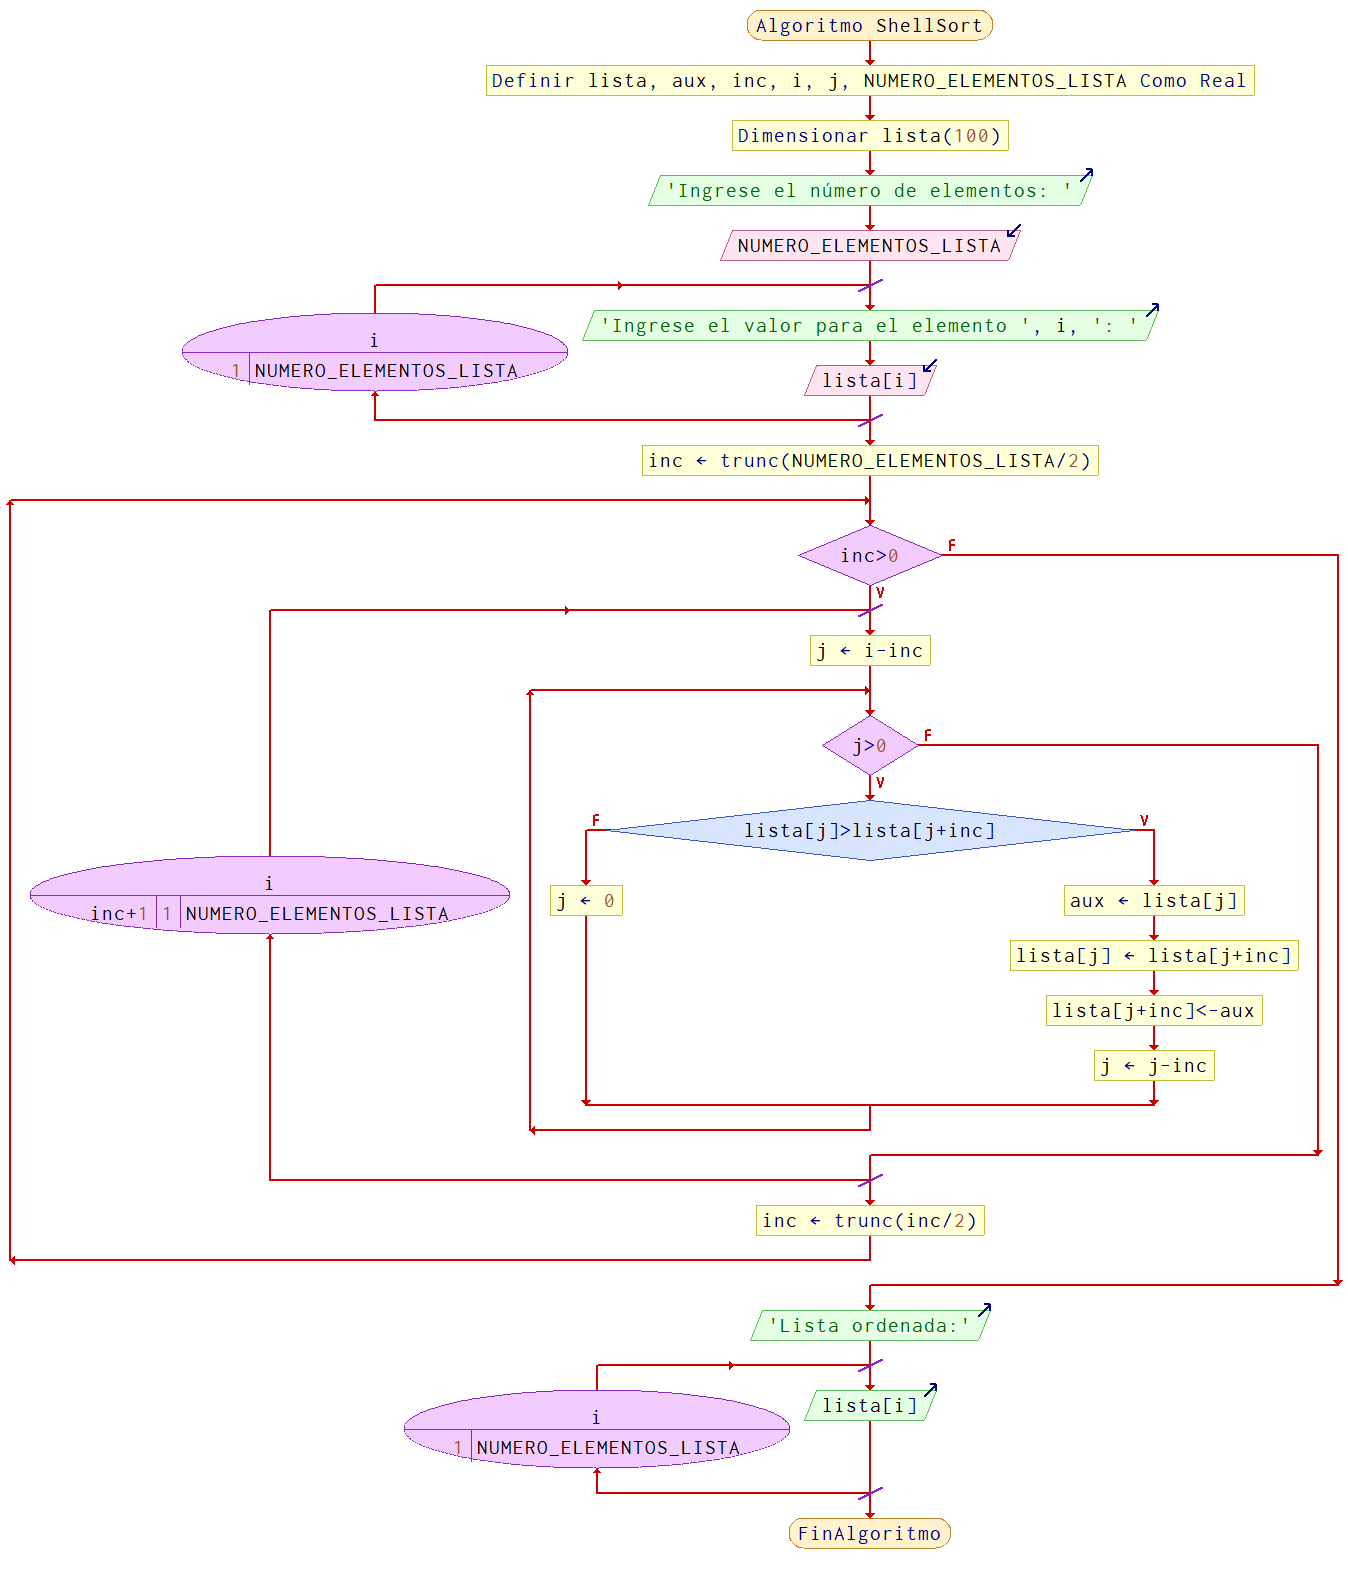 Algoritmo ShellSort
Definir lista, aux, inc, i, j, NUMERO_ELEMENTOS_LISTA Como Real
Dimensionar lista(100)
'Ingrese el número de elementos: '
NUMERO_ELEMENTOS_LISTA
i
1 NUMERO_ELEMENTOS_LISTA
'Ingrese el valor para el elemento ', i, ': '
lista[i]
inc ← trunc(NUMERO_ELEMENTOS_LISTA/2)
inc>0
F
V
j ← i-inc
j>0
F
V
lista[j]>lista[j+inc]
F
V
i
inc+1 1 NUMERO_ELEMENTOS_LISTA
j ← 0
aux ← lista[j]
lista[j] ← lista[j+inc]
lista[j+inc]<-aux
j ← j-inc
inc ← trunc(inc/2)
'Lista ordenada:'
lista[i]
i
1 NUMERO_ELEMENTOS_LISTA
FinAlgoritmo